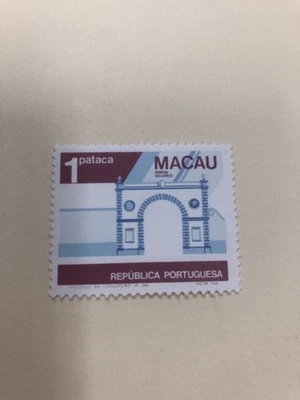 1 pataca
MACAU
PORTAS
DO CERCO
REPÚBLICA PORTUGUESA